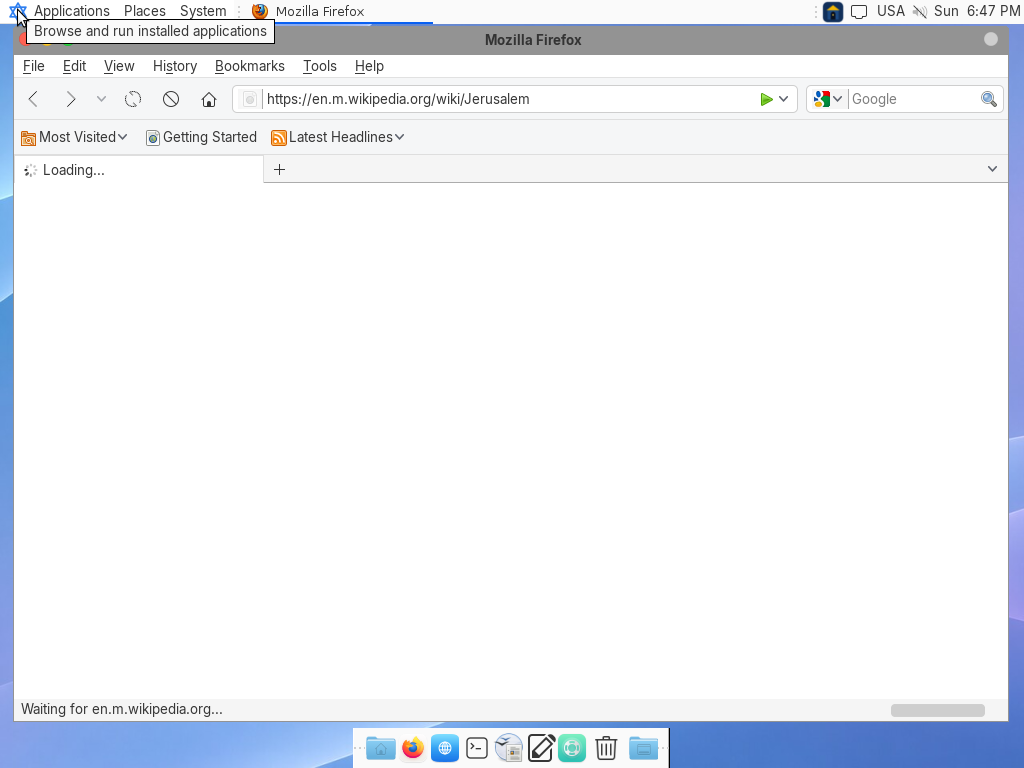 Applications Places System Mozilla Firefox USA Sun 6:47 PM
Browse and run installed applications
Mozilla Firefox
File Edit View History Bookmarks Tools Help
https://en.m.wikipedia.org/wiki/Jerusalem Google
Most Visited Getting Started Latest Headlines
Loading...
Waiting for en.m.wikipedia.org...